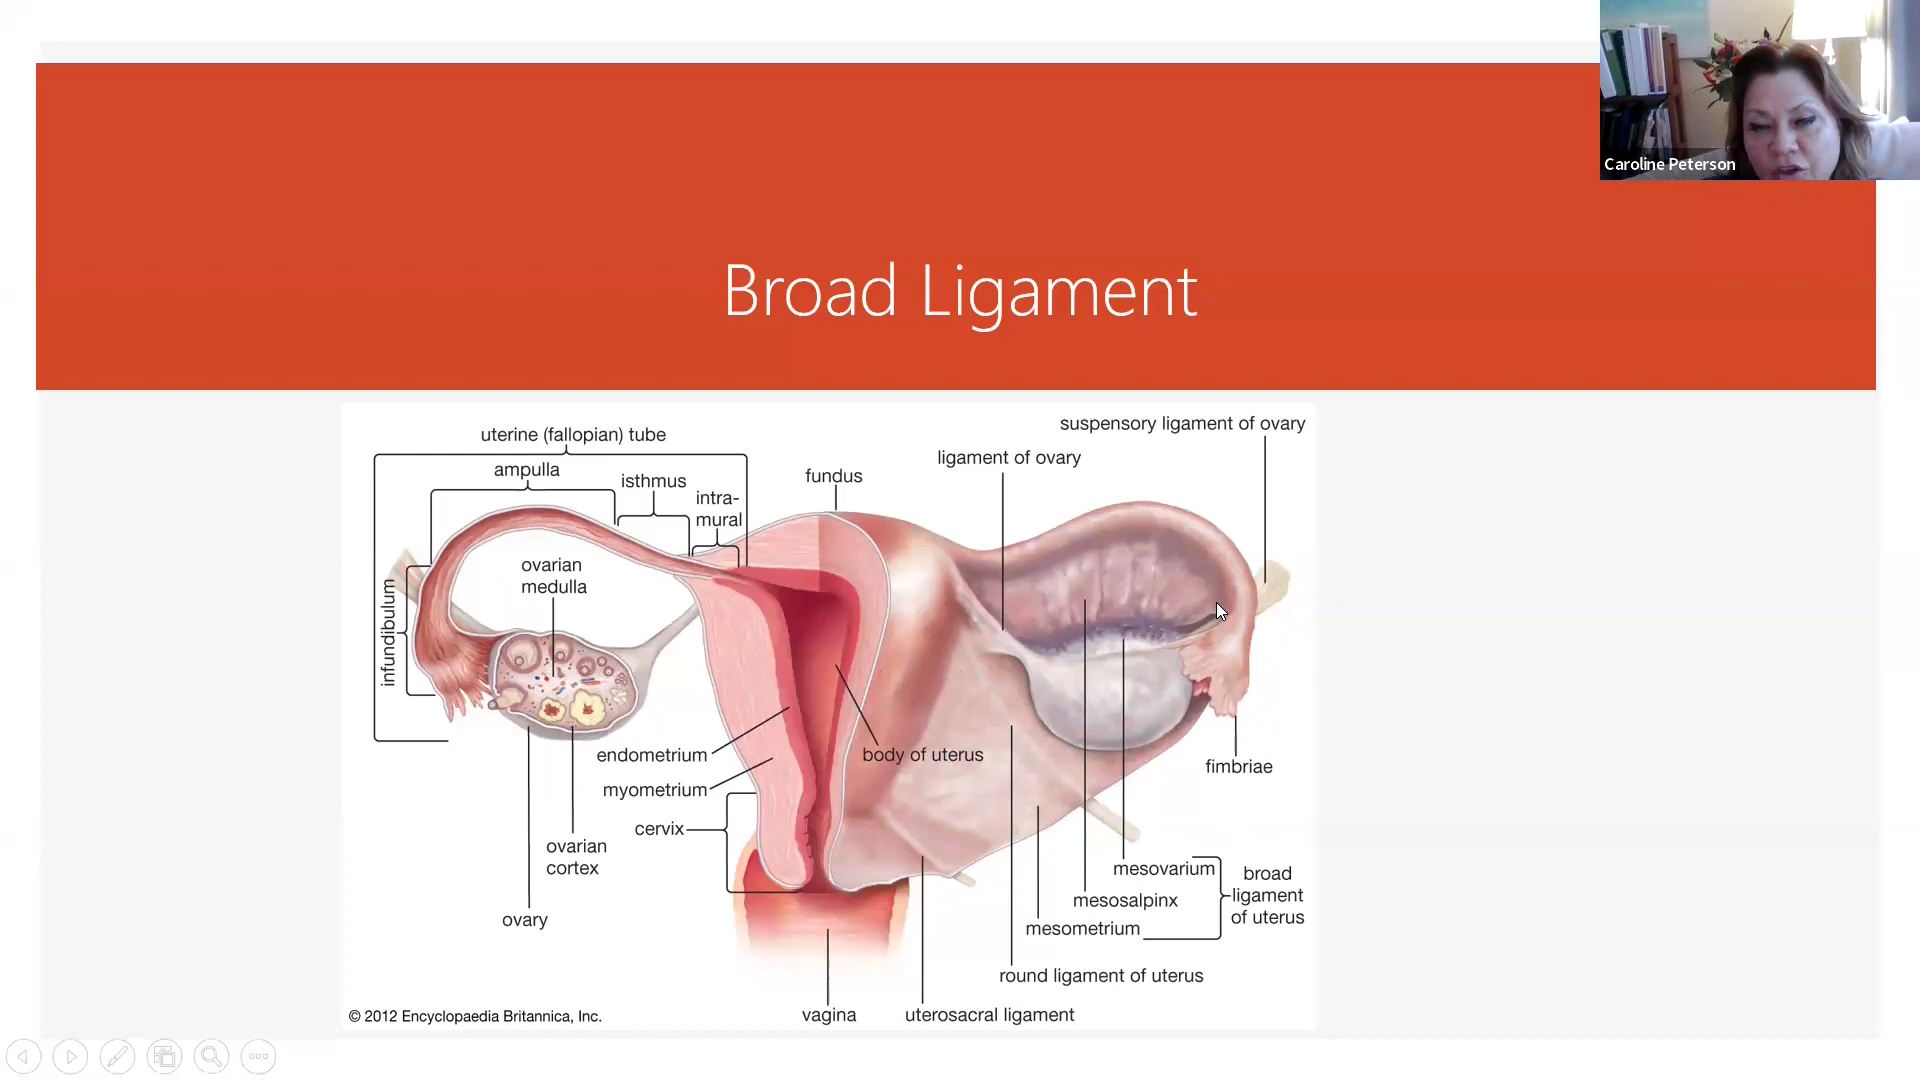 Caroline Peterson
Broad Ligament
suspensory ligament of ovary
uterine (fallopian) tube
ligament of ovary
ampulla
isthmus
fundus
intra-
mural
ovarian
medulla
infundibulum
endometrium
body of uterus
fimbriae
myometrium
cervix
ovarian
cortex
mesovarium
broad
ligament
of uterus
mesosalpinx
ovary
mesometrium
round ligament of uterus
© 2012 Encyclopaedia Britannica, Inc.
vagina
uterosacral ligament